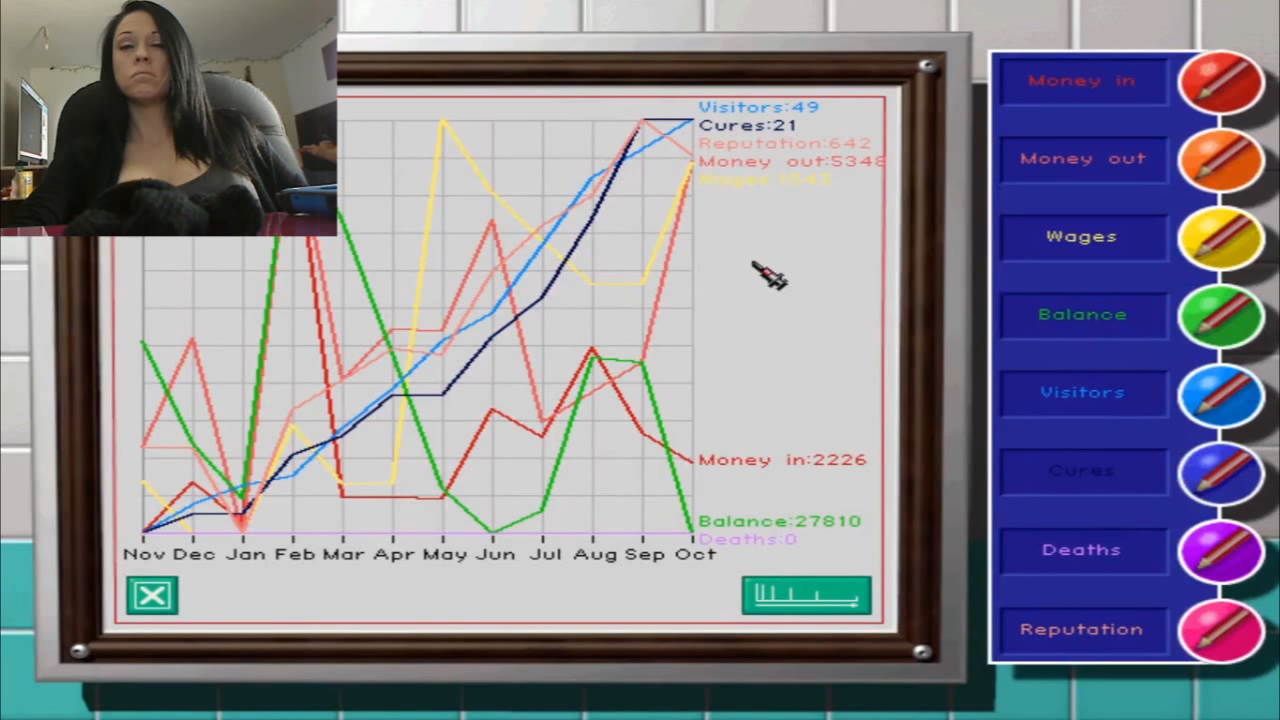 Visitors:49
Cures:21
Reputation:642
Money out:5348
Wages:1543
Money in:2226
Balance:27810
Deaths:0
Nov Dec Jan Feb Mar Apr May Jun Jul Aug Sep Oct
Money in
Money out
Wages
Balance
Visitors
Cures
Deaths
Reputation